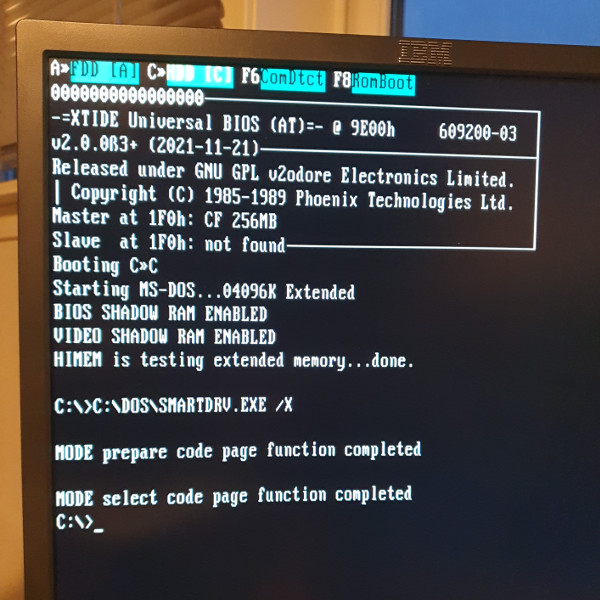 IBM
A»FDD [A] C»HDD [C] F6ComDtct F8RomBoot
0000000000000000
-=XTIDE Universal BIOS (AT)=- @ 9E00h 609200-03
v2.0.0ß3+ (2021-11-21)
Released under GNU GPL v2odore Electronics Limited.
| Copyright (C) 1985-1989 Phoenix Technologies Ltd.
Master at 1F0h: CF 256MB
Slave at 1F0h: not found
Booting C»C
Starting MS-DOS...04096K Extended
BIOS SHADOW RAM ENABLED
VIDEO SHADOW RAM ENABLED
HIMEM is testing extended memory...done.
C:\>C:\DOS\SMARTDRV.EXE /X
MODE prepare code page function completed
MODE select code page function completed
C:\>_